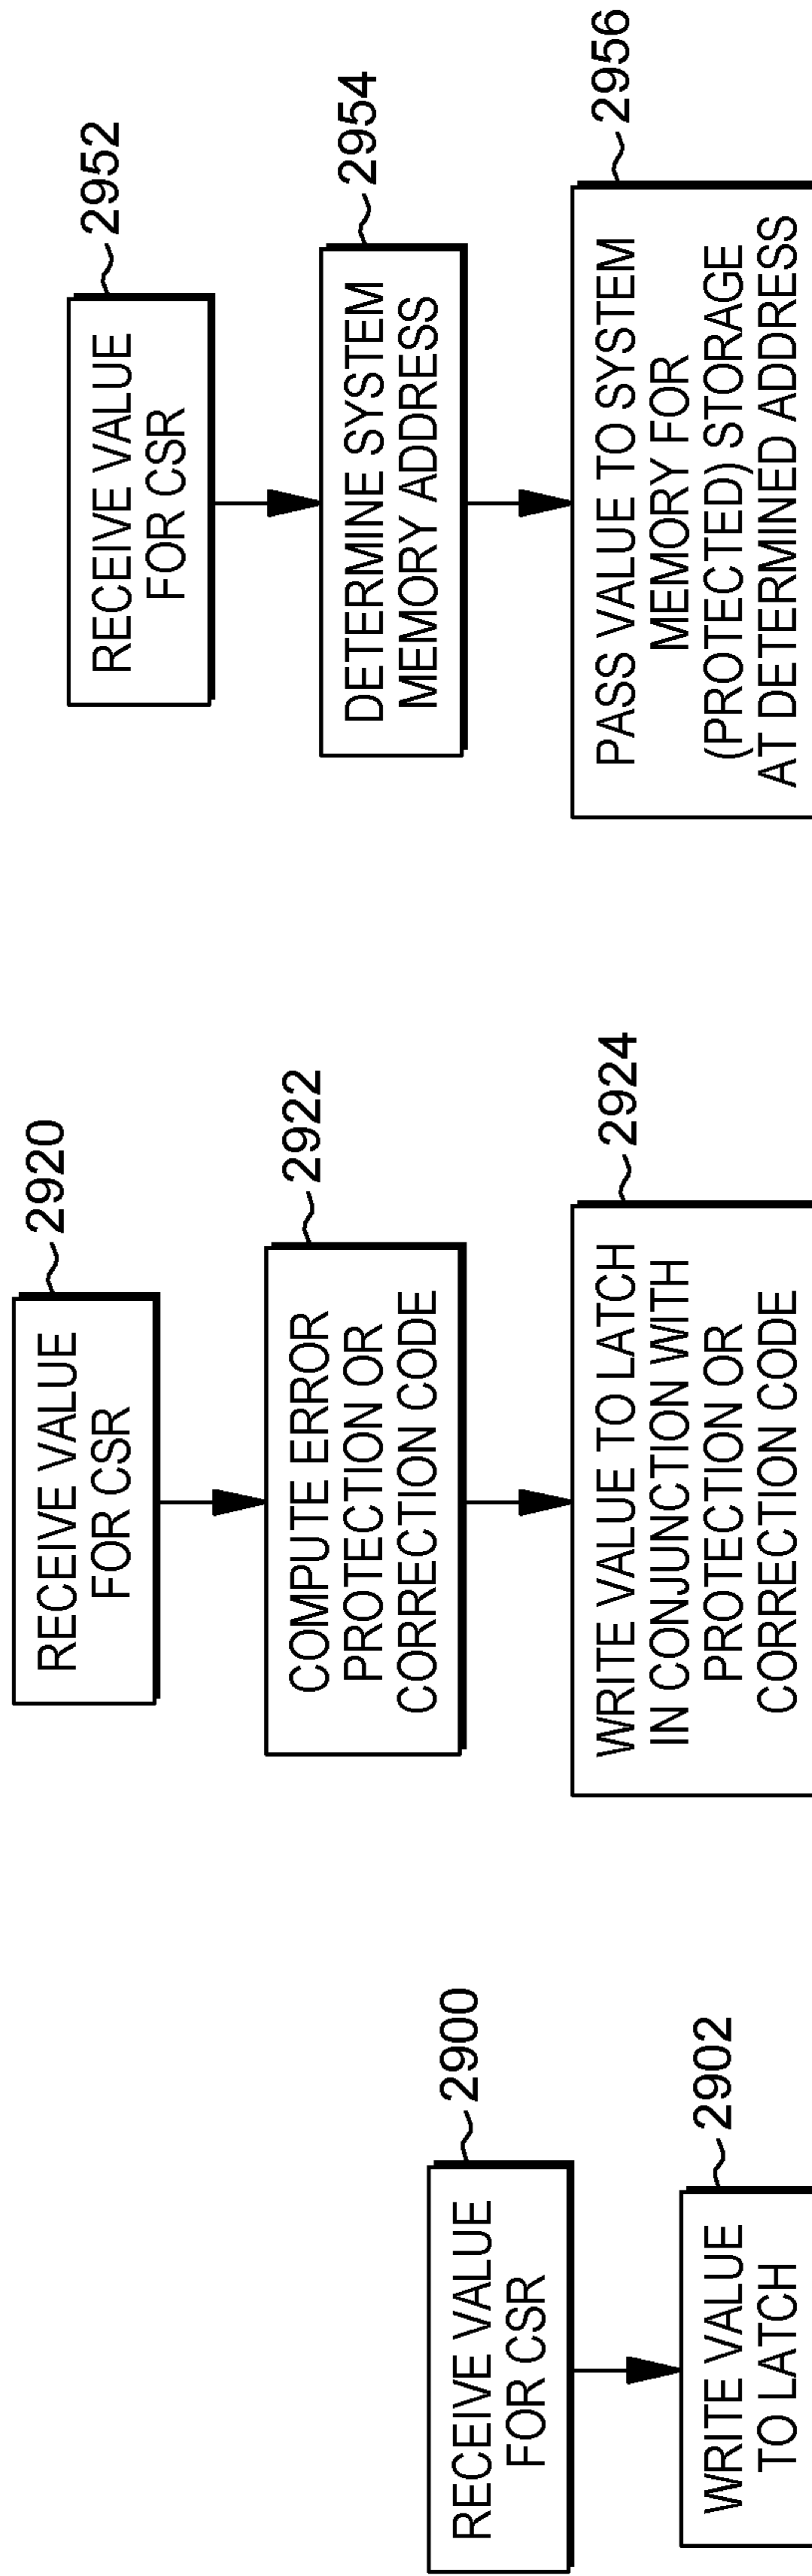 2900
RECEIVE VALUE
FOR CSR
2902
WRITE VALUE
TO LATCH
2920
RECEIVE VALUE
FOR CSR
2922
COMPUTE ERROR
PROTECTION OR
CORRECTION CODE
2924
WRITE VALUE TO LATCH
IN CONJUNCTION WITH
PROTECTION OR
CORRECTION CODE
2952
RECEIVE VALUE
FOR CSR
2954
DETERMINE SYSTEM
MEMORY ADDRESS
2956
PASS VALUE TO SYSTEM
MEMORY FOR
(PROTECTED) STORAGE
AT DETERMINED ADDRESS